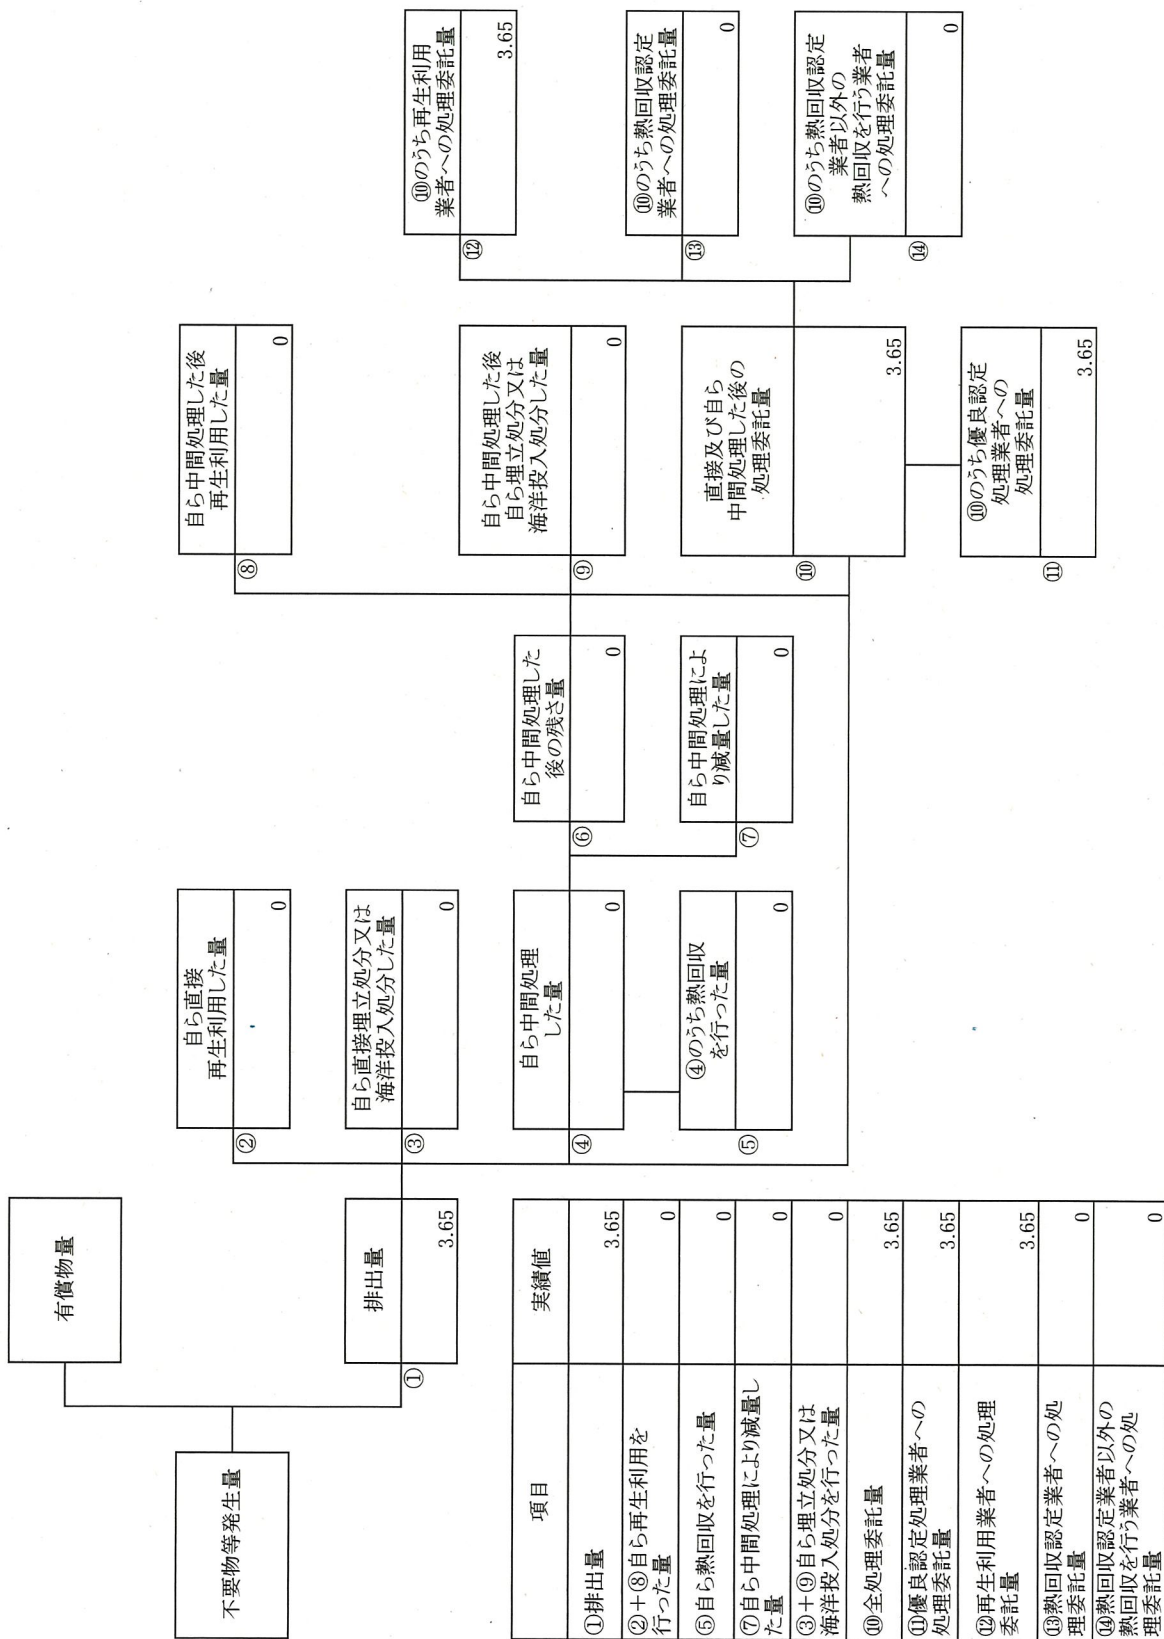 不要物等発生量
有償物量
①
排出量
3.65
②
自ら直接
再生利用した量
0
③
自ら直接埋立処分又は
海洋投入処分した量
0
④
自ら中間処理
した量
0
⑤
④のうち熱回収
を行った量
0
⑥
自ら中間処理した
後の残さ量
0
⑦
自ら中間処理によ
り減量した量
0
⑧
自ら中間処理した後
再生利用した量
0
⑨
自ら中間処理した後
自ら埋立処分又は
海洋投入処分した量
0
⑩
直接及び自ら
中間処理した後の
処理委託量
3.65
⑪
⑩のうち優良認定
処理業者への
処理委託量
3.65
⑫
⑩のうち再生利用
業者への処理委託量
3.65
⑬
⑩のうち熱回収認定
業者への処理委託量
0
⑭
⑩のうち熱回収認定
業者以外の
熱回収を行う業者
への処理委託量
0
項目
実績値
①排出量
3.65
②+⑧自ら再生利用を
行った量
0
⑤自ら熱回収を行った量
0
⑦自ら中間処理により減量し
た量
0
③+⑨自ら埋立処分又は
海洋投入処分を行った量
0
⑩全処理委託量
3.65
⑪優良認定処理業者への
処理委託量
3.65
⑫再生利用業者への処理
委託量
3.65
⑬熱回収認定業者への処
理委託量
0
⑭熱回収認定業者以外の
熱回収を行う業者への処
理委託量
0